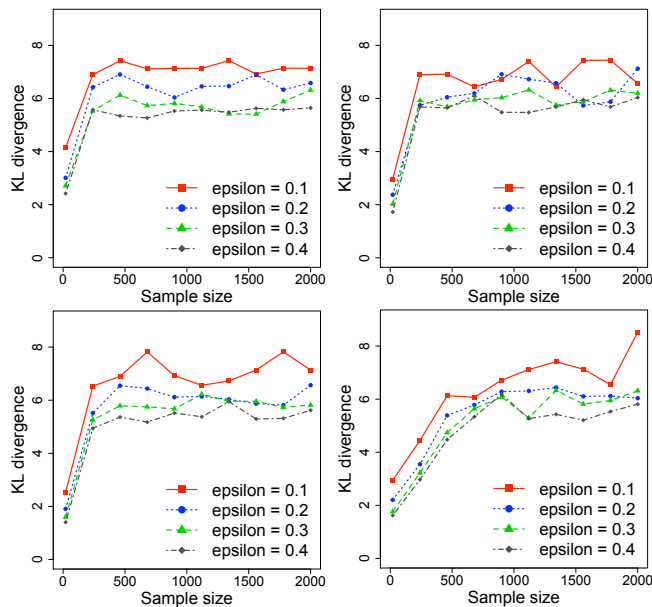 KL divergence
0 2 4 6 8
epsilon = 0.1
epsilon = 0.2
epsilon = 0.3
epsilon = 0.4
0 500 1000 1500 2000
Sample size
KL divergence
0 2 4 6 8
epsilon = 0.1
epsilon = 0.2
epsilon = 0.3
epsilon = 0.4
0 500 1000 1500 2000
Sample size
KL divergence
0 2 4 6 8
epsilon = 0.1
epsilon = 0.2
epsilon = 0.3
epsilon = 0.4
0 500 1000 1500 2000
Sample size
KL divergence
0 2 4 6 8
epsilon = 0.1
epsilon = 0.2
epsilon = 0.3
epsilon = 0.4
0 500 1000 1500 2000
Sample size